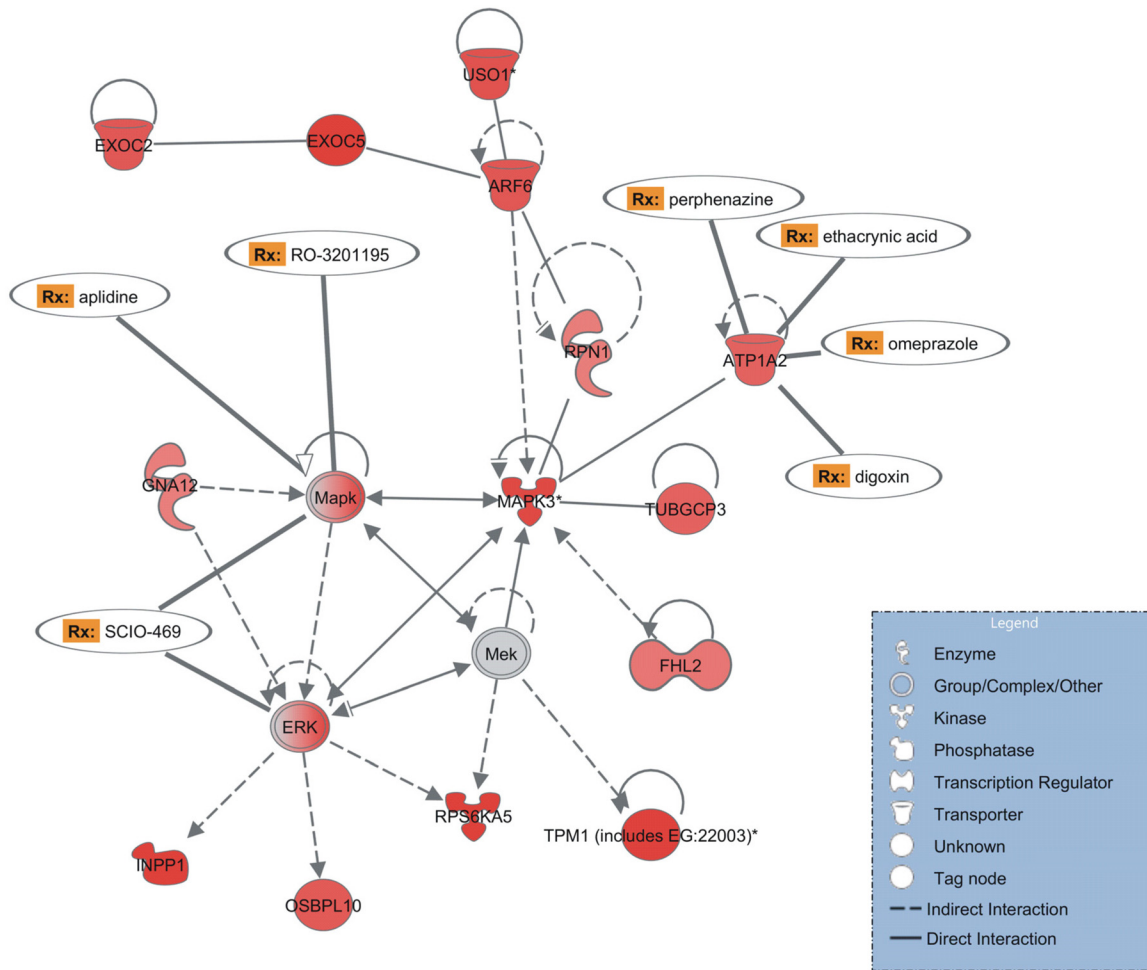 USO1*
EXOC2
EXOC5
ARF6
Rx: perphenazine
Rx: ethacrynic acid
Rx: RO-3201195
Rx: aplidine
RPN1
ATP1A2
Rx: omeprazole
Rx: digoxin
GNA12
Mapk
MAPK3*
TUBGCP3
Rx: SCIO-469
Mek
FHL2
ERK
RPS6KA5
TPM1 (includes EG:22003)*
INPP1
OSBPL10
Legend
Enzyme
Group/Complex/Other
Kinase
Phosphatase
Transcription Regulator
Transporter
Unknown
Tag node
Indirect Interaction
Direct Interaction